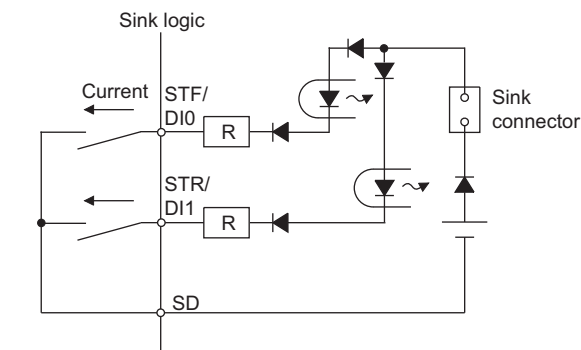 Sink logic
Current
STF/
DI0
R
Sink
connector
STR/
DI1
R
SD